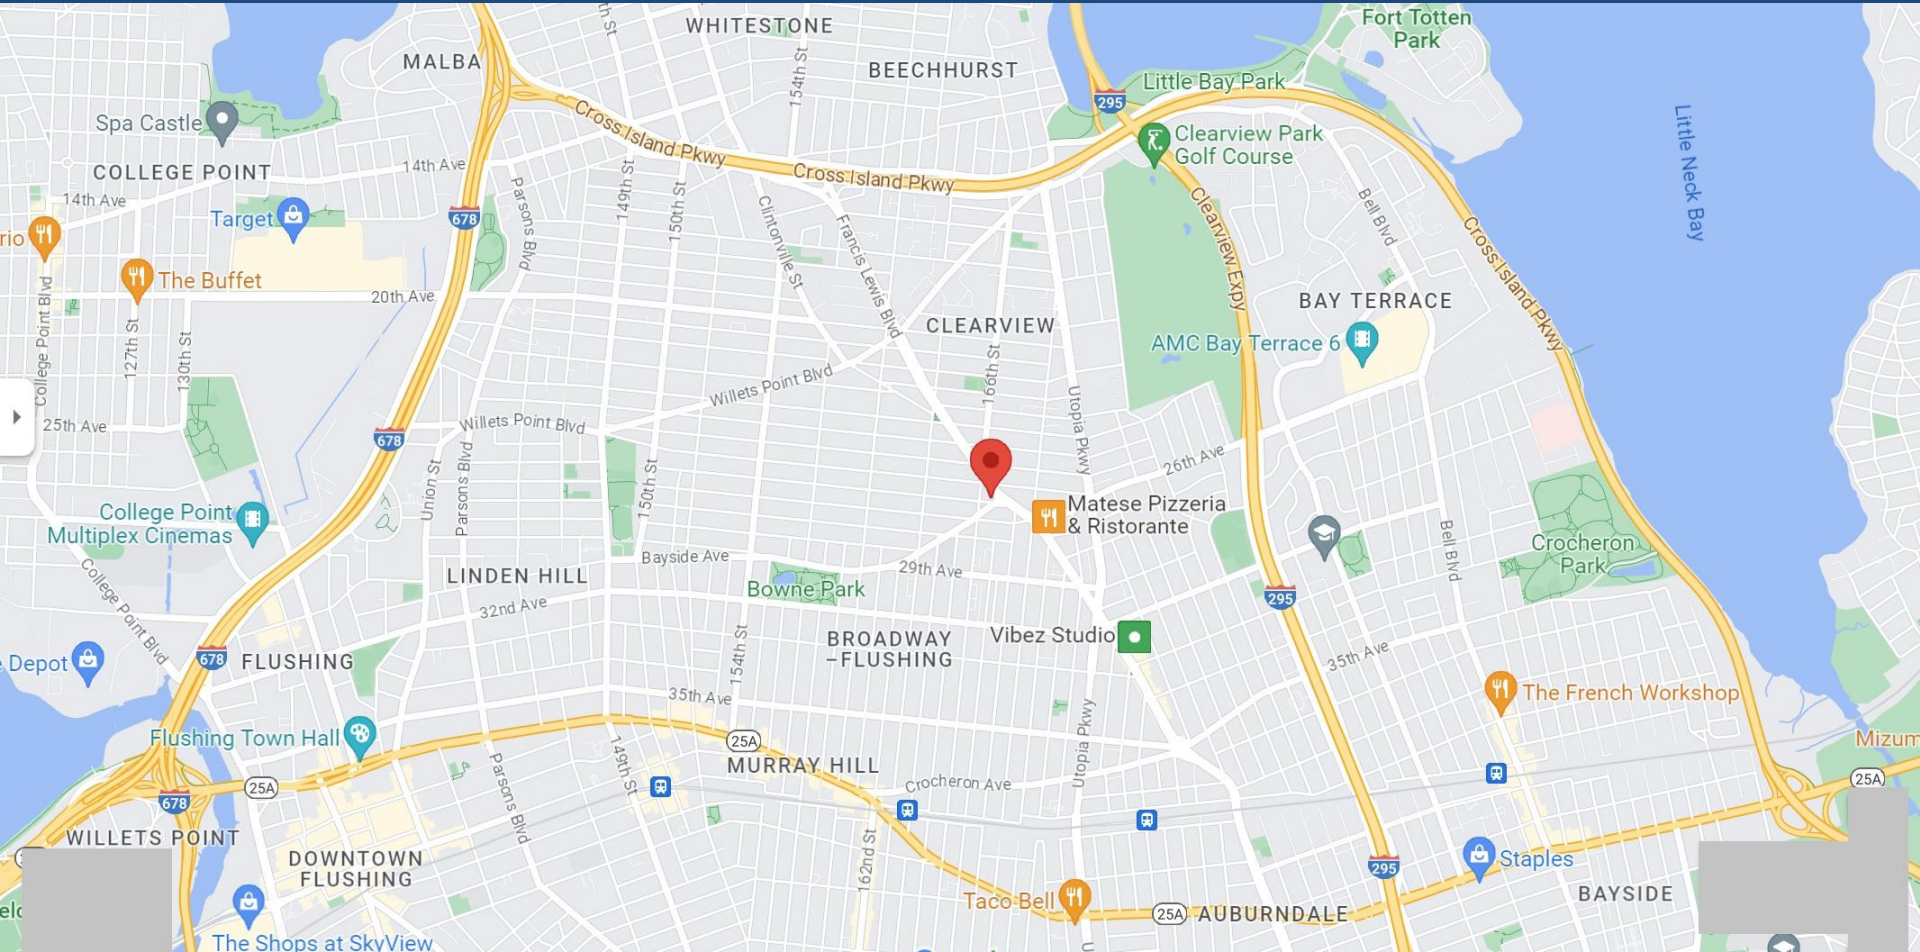 WHITESTONE
Fort Totten
Park
MALBA
BEECHHURST
154th St
Little Bay Park
295
Cross Island Pkwy
Spa Castle
Clearview Park
Golf Course
Little Neck Bay
COLLEGE POINT
14th Ave
Cross Island Pkwy
14th Ave
Target
678
Parsons Blvd
149th St
150th St
Clintonville St
Francis Lewis Blvd
Clearview Expy
Bell Blvd
Cross Island Pkwy
The Buffet
20th Ave
BAY TERRACE
College Point Blvd
127th St
130th St
CLEARVIEW
AMC Bay Terrace 6
166th St
Willets Point Blvd
Utopia Pkwy
25th Ave
Willets Point Blvd
678
26th Ave
Union St
Parsons Blvd
150th St
College Point
Multiplex Cinemas
Matese Pizzeria
& Ristorante
Bell Blvd
Crocheron
Park
Bayside Ave
29th Ave
LINDEN HILL
Bowne Park
College Point Blvd
32nd Ave
295
BROADWAY
–FLUSHING
Vibez Studio
154th St
678
FLUSHING
Depot
35th Ave
35th Ave
The French Workshop
Flushing Town Hall
25A
149th St
Utopia Pkwy
Mizum
MURRAY HILL
Crocheron Ave
25A
25A
678
Parsons Blvd
WILLETS POINT
DOWNTOWN
FLUSHING
162nd St
295
Staples
Taco Bell
25A
AUBURNDALE
BAYSIDE
The Shops at SkyView